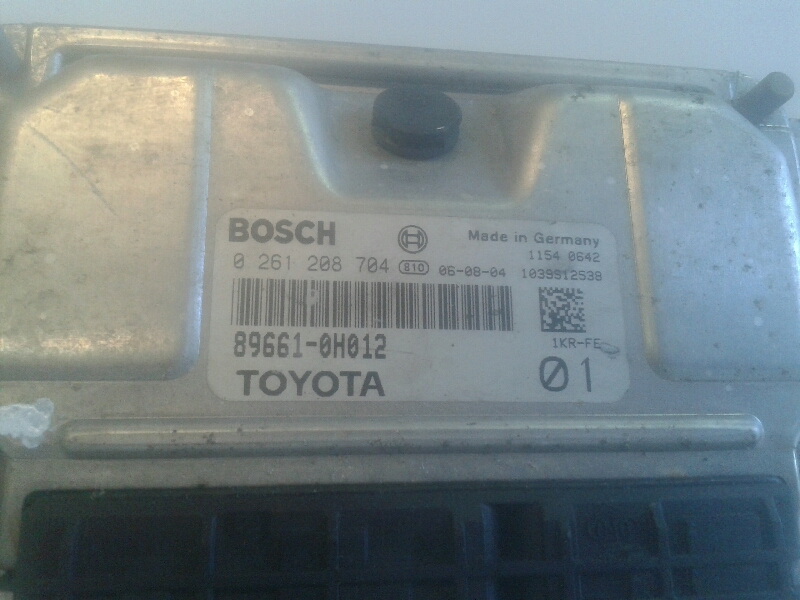 BOSCH Made in Germany
1154 0642
0 261 208 704 810 06-08-04 1039S12538
89661-0H012 1KR-FE
TOYOTA 01